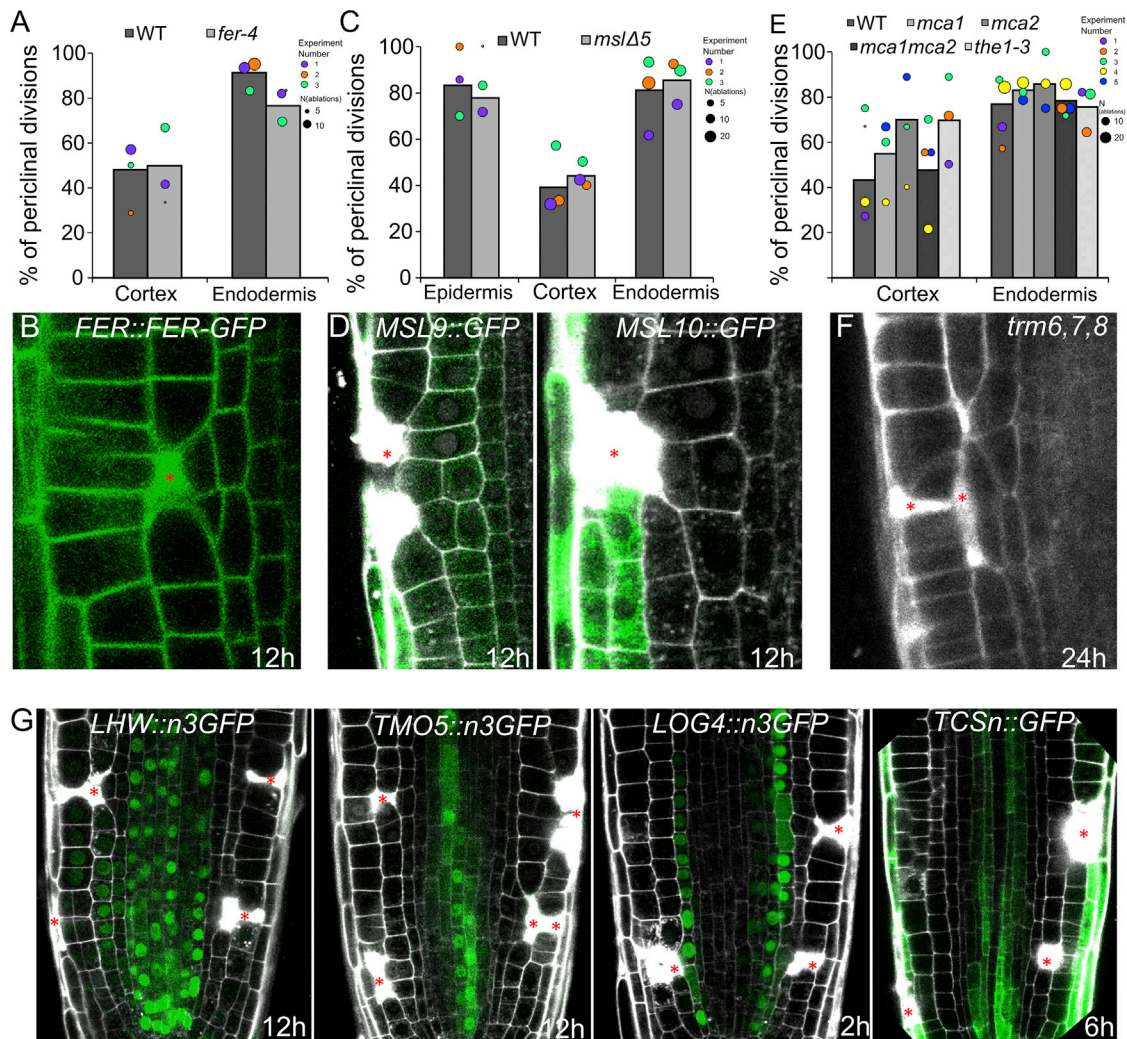 A
WT fer-4
% of periclinal divisions
100
80
60
40
20
0
Cortex Endodermis
Experiment
Number
1
2
3
N(ablations)
5
10
C
WT mslΔ5
% of periclinal divisions
100
80
60
40
20
0
Epidermis Cortex Endodermis
Experiment
Number
1
2
3
N(ablations)
5
10
20
E
WT mca1 mca2
mca1mca2 the1-3
% of periclinal divisions
100
80
60
40
20
Cortex Endodermis
Experiment
Number
1
2
3
4
5
N
(ablations)
10
20
B FER::FER-GFP
*
12h
D MSL9::GFP
*
12h
MSL10::GFP
*
12h
F trm6,7,8
* *
24h
G LHW::n3GFP
12h
TMO5::n3GFP
12h
LOG4::n3GFP
2h
TCSn::GFP
6h